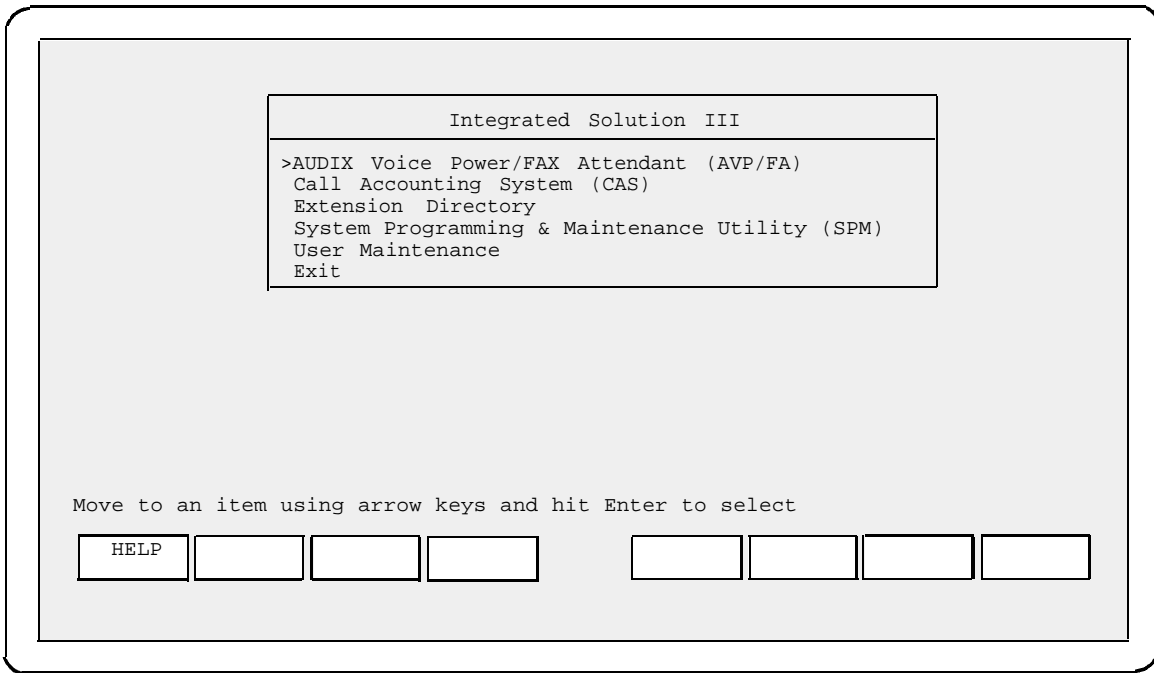 Integrated Solution III
>AUDIX Voice Power/FAX Attendant (AVP/FA)
Call Accounting System (CAS)
Extension Directory
System Programming & Maintenance Utility (SPM)
User Maintenance
Exit
Move to an item using arrow keys and hit Enter to select
HELP